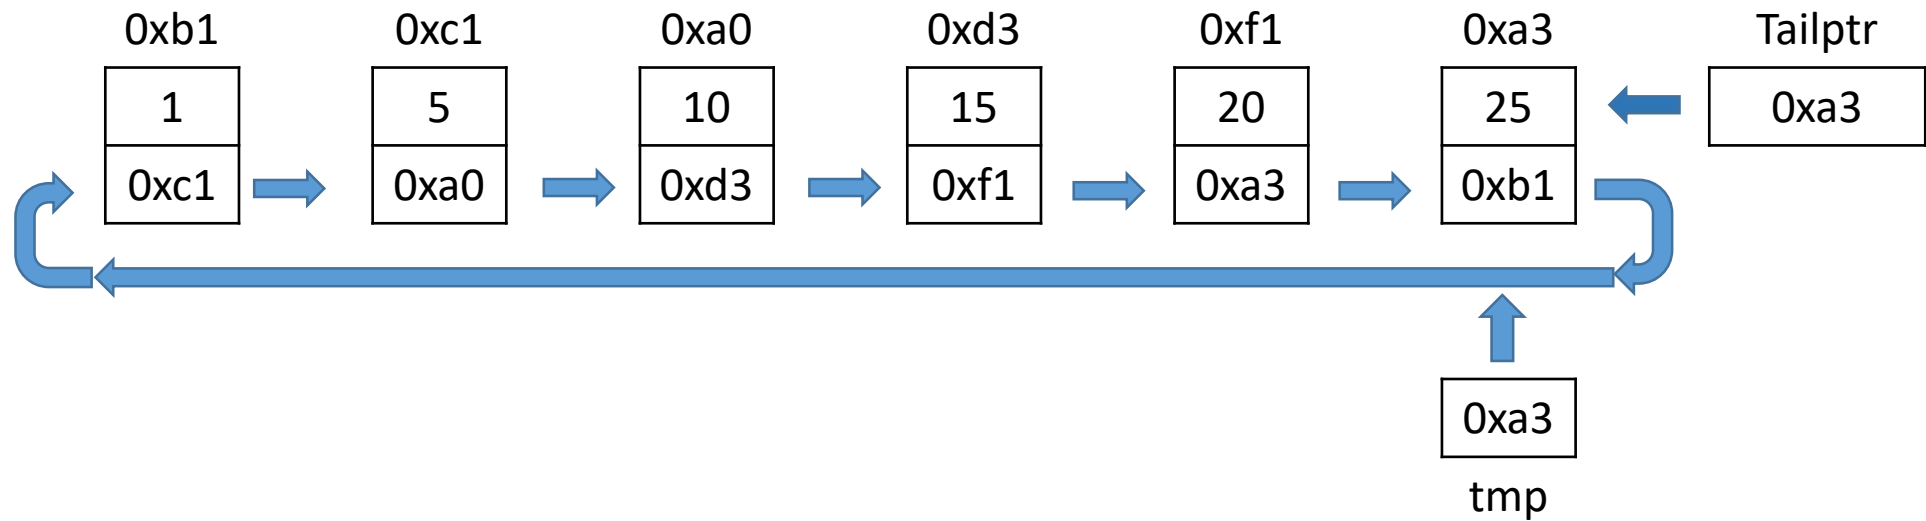 0xb1 0xc1 0xa0 0xd3 0xf1 0xa3 Tailptr
1 5 10 15 20 25 0xa3
0xc1 0xa0 0xd3 0xf1 0xa3 0xb1
0xa3
tmp